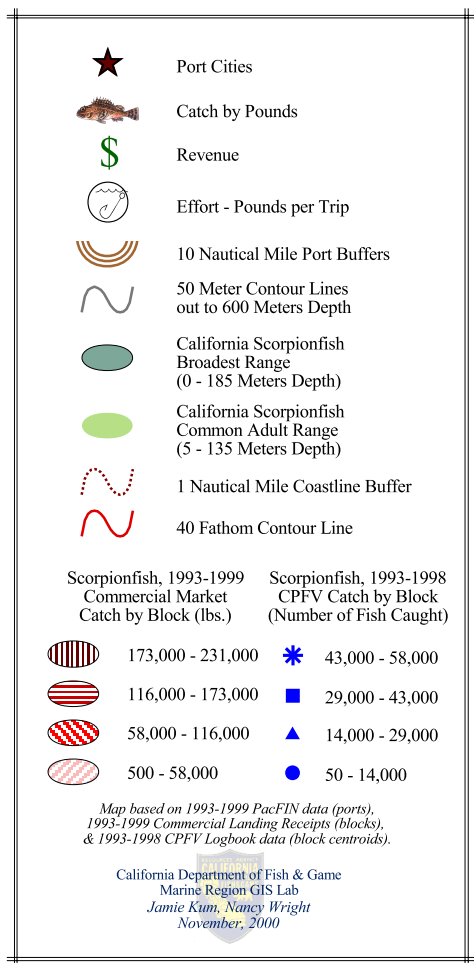 Port Cities
Catch by Pounds
$
Revenue
Effort - Pounds per Trip
10 Nautical Mile Port Buffers
50 Meter Contour Lines
out to 600 Meters Depth
California Scorpionfish
Broadest Range
(0 - 185 Meters Depth)
California Scorpionfish
Common Adult Range
(5 - 135 Meters Depth)
1 Nautical Mile Coastline Buffer
40 Fathom Contour Line
Scorpionfish, 1993-1999
Commercial Market
Catch by Block (lbs.)
173,000 - 231,000
116,000 - 173,000
58,000 - 116,000
500 - 58,000
Scorpionfish, 1993-1998
CPFV Catch by Block
(Number of Fish Caught)
43,000 - 58,000
29,000 - 43,000
14,000 - 29,000
50 - 14,000
Map based on 1993-1999 PacFIN data (ports),
1993-1999 Commercial Landing Receipts (blocks),
& 1993-1998 CPFV Logbook data (block centroids).
CALIFORNIA
California Department of Fish & Game
Marine Region GIS Lab
Jamie Kum, Nancy Wright
November, 2000